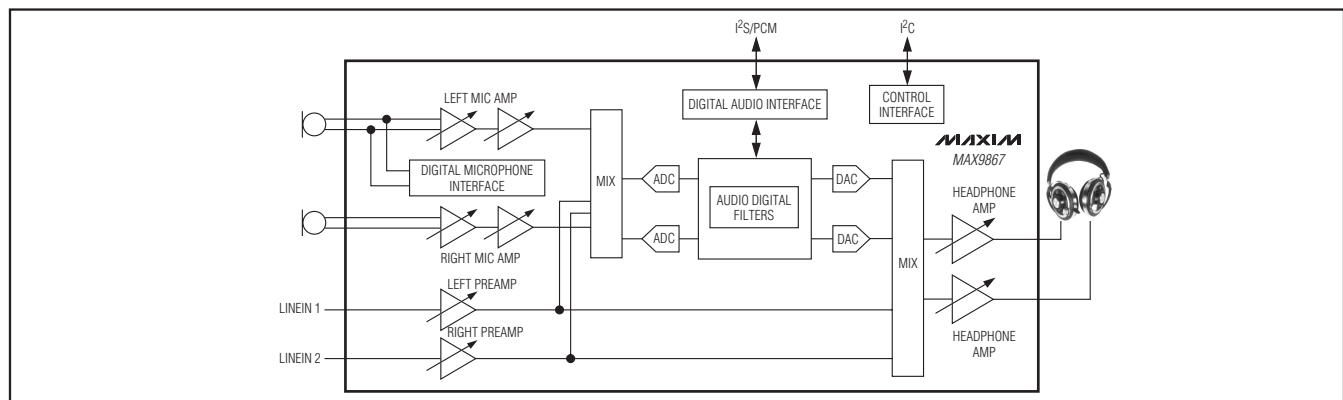 I²S/PCM
I²C
LEFT MIC AMP
DIGITAL AUDIO INTERFACE
CONTROL
INTERFACE
MAXIM
MAX9867
DIGITAL MICROPHONE
INTERFACE
MIX
ADC
AUDIO DIGITAL
FILTERS
DAC
HEADPHONE
AMP
RIGHT MIC AMP
ADC
DAC
MIX
LEFT PREAMP
LINEIN 1
RIGHT PREAMP
LINEIN 2
HEADPHONE
AMP